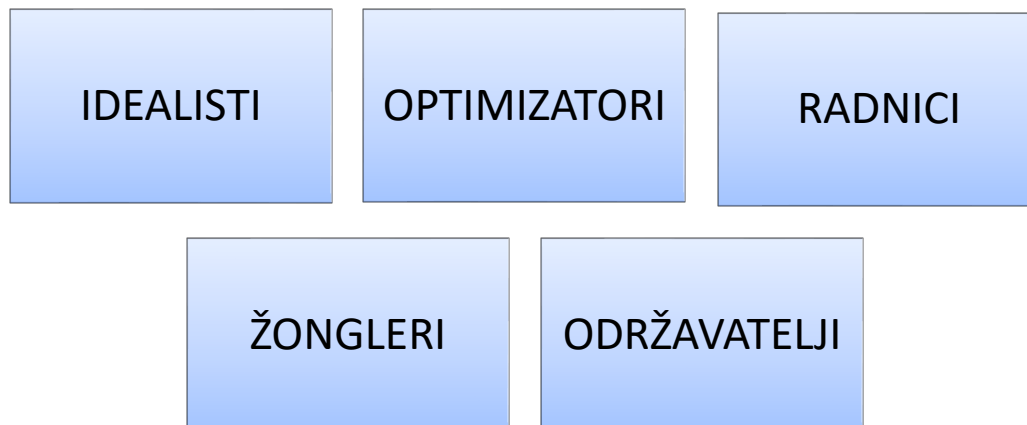 IDEALISTI
OPTIMIZATORI
RADNICI
ŽONGLERI
ODRŽAVATELJI